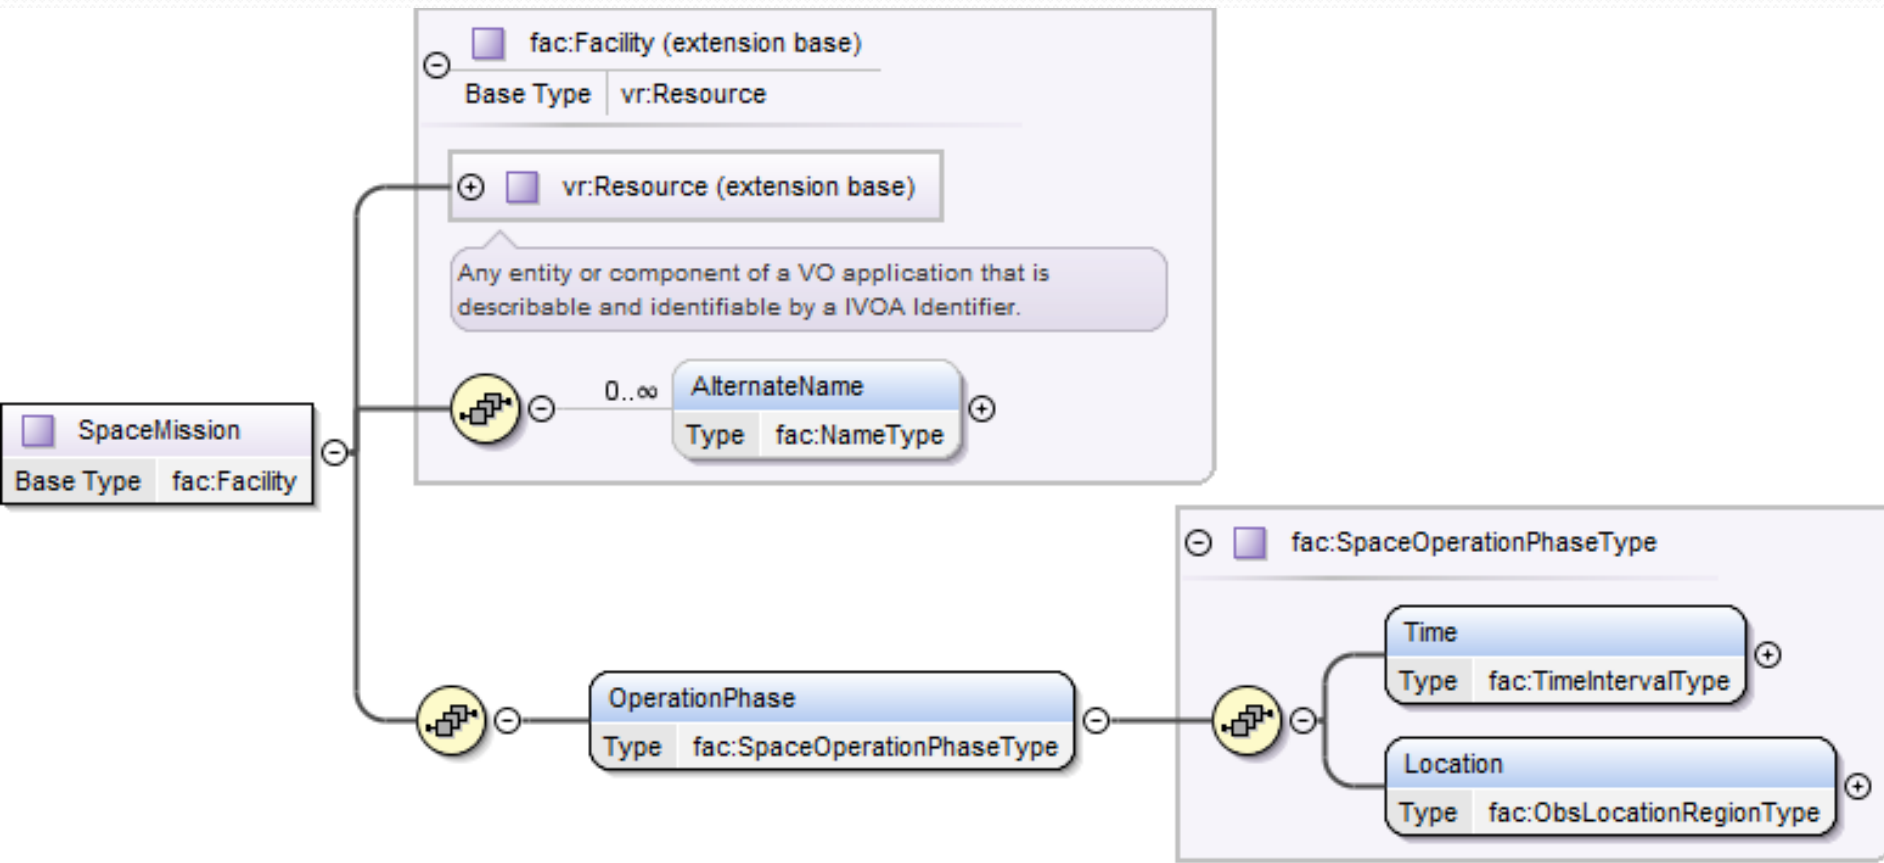 fac:Facility (extension base)
Base Type vr:Resource
vr:Resource (extension base)
Any entity or component of a VO application that is
describable and identifiable by a IVOA Identifier.
0..∞
AlternateName
Type fac:NameType
SpaceMission
Base Type fac:Facility
fac:SpaceOperationPhaseType
Time
Type fac:TimeIntervalType
OperationPhase
Type fac:SpaceOperationPhaseType
Location
Type fac:ObsLocationRegionType